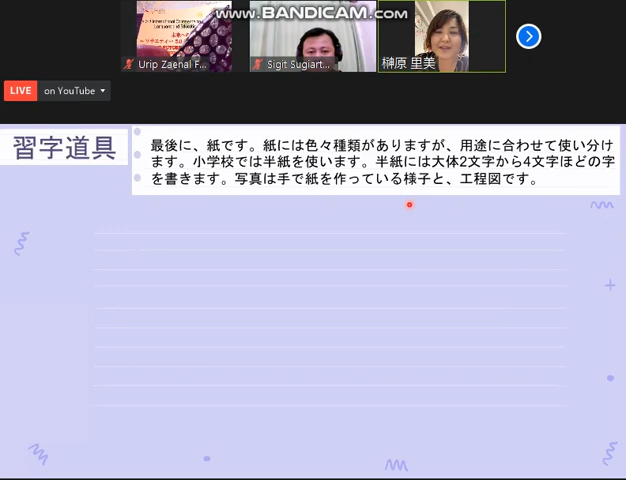 www.BANDICAM.com
Urip Zaenal F...
Sigit Sugiart...
榊原 里美
LIVE on YouTube
習字道具
最後に、紙です。紙には色々種類がありますが、用途に合わせて使い分け
ます。小学校では半紙を使います。半紙には大体2文字から4文字ほどの字
を書きます。写真は手で紙を作っている様子と、工程図です。